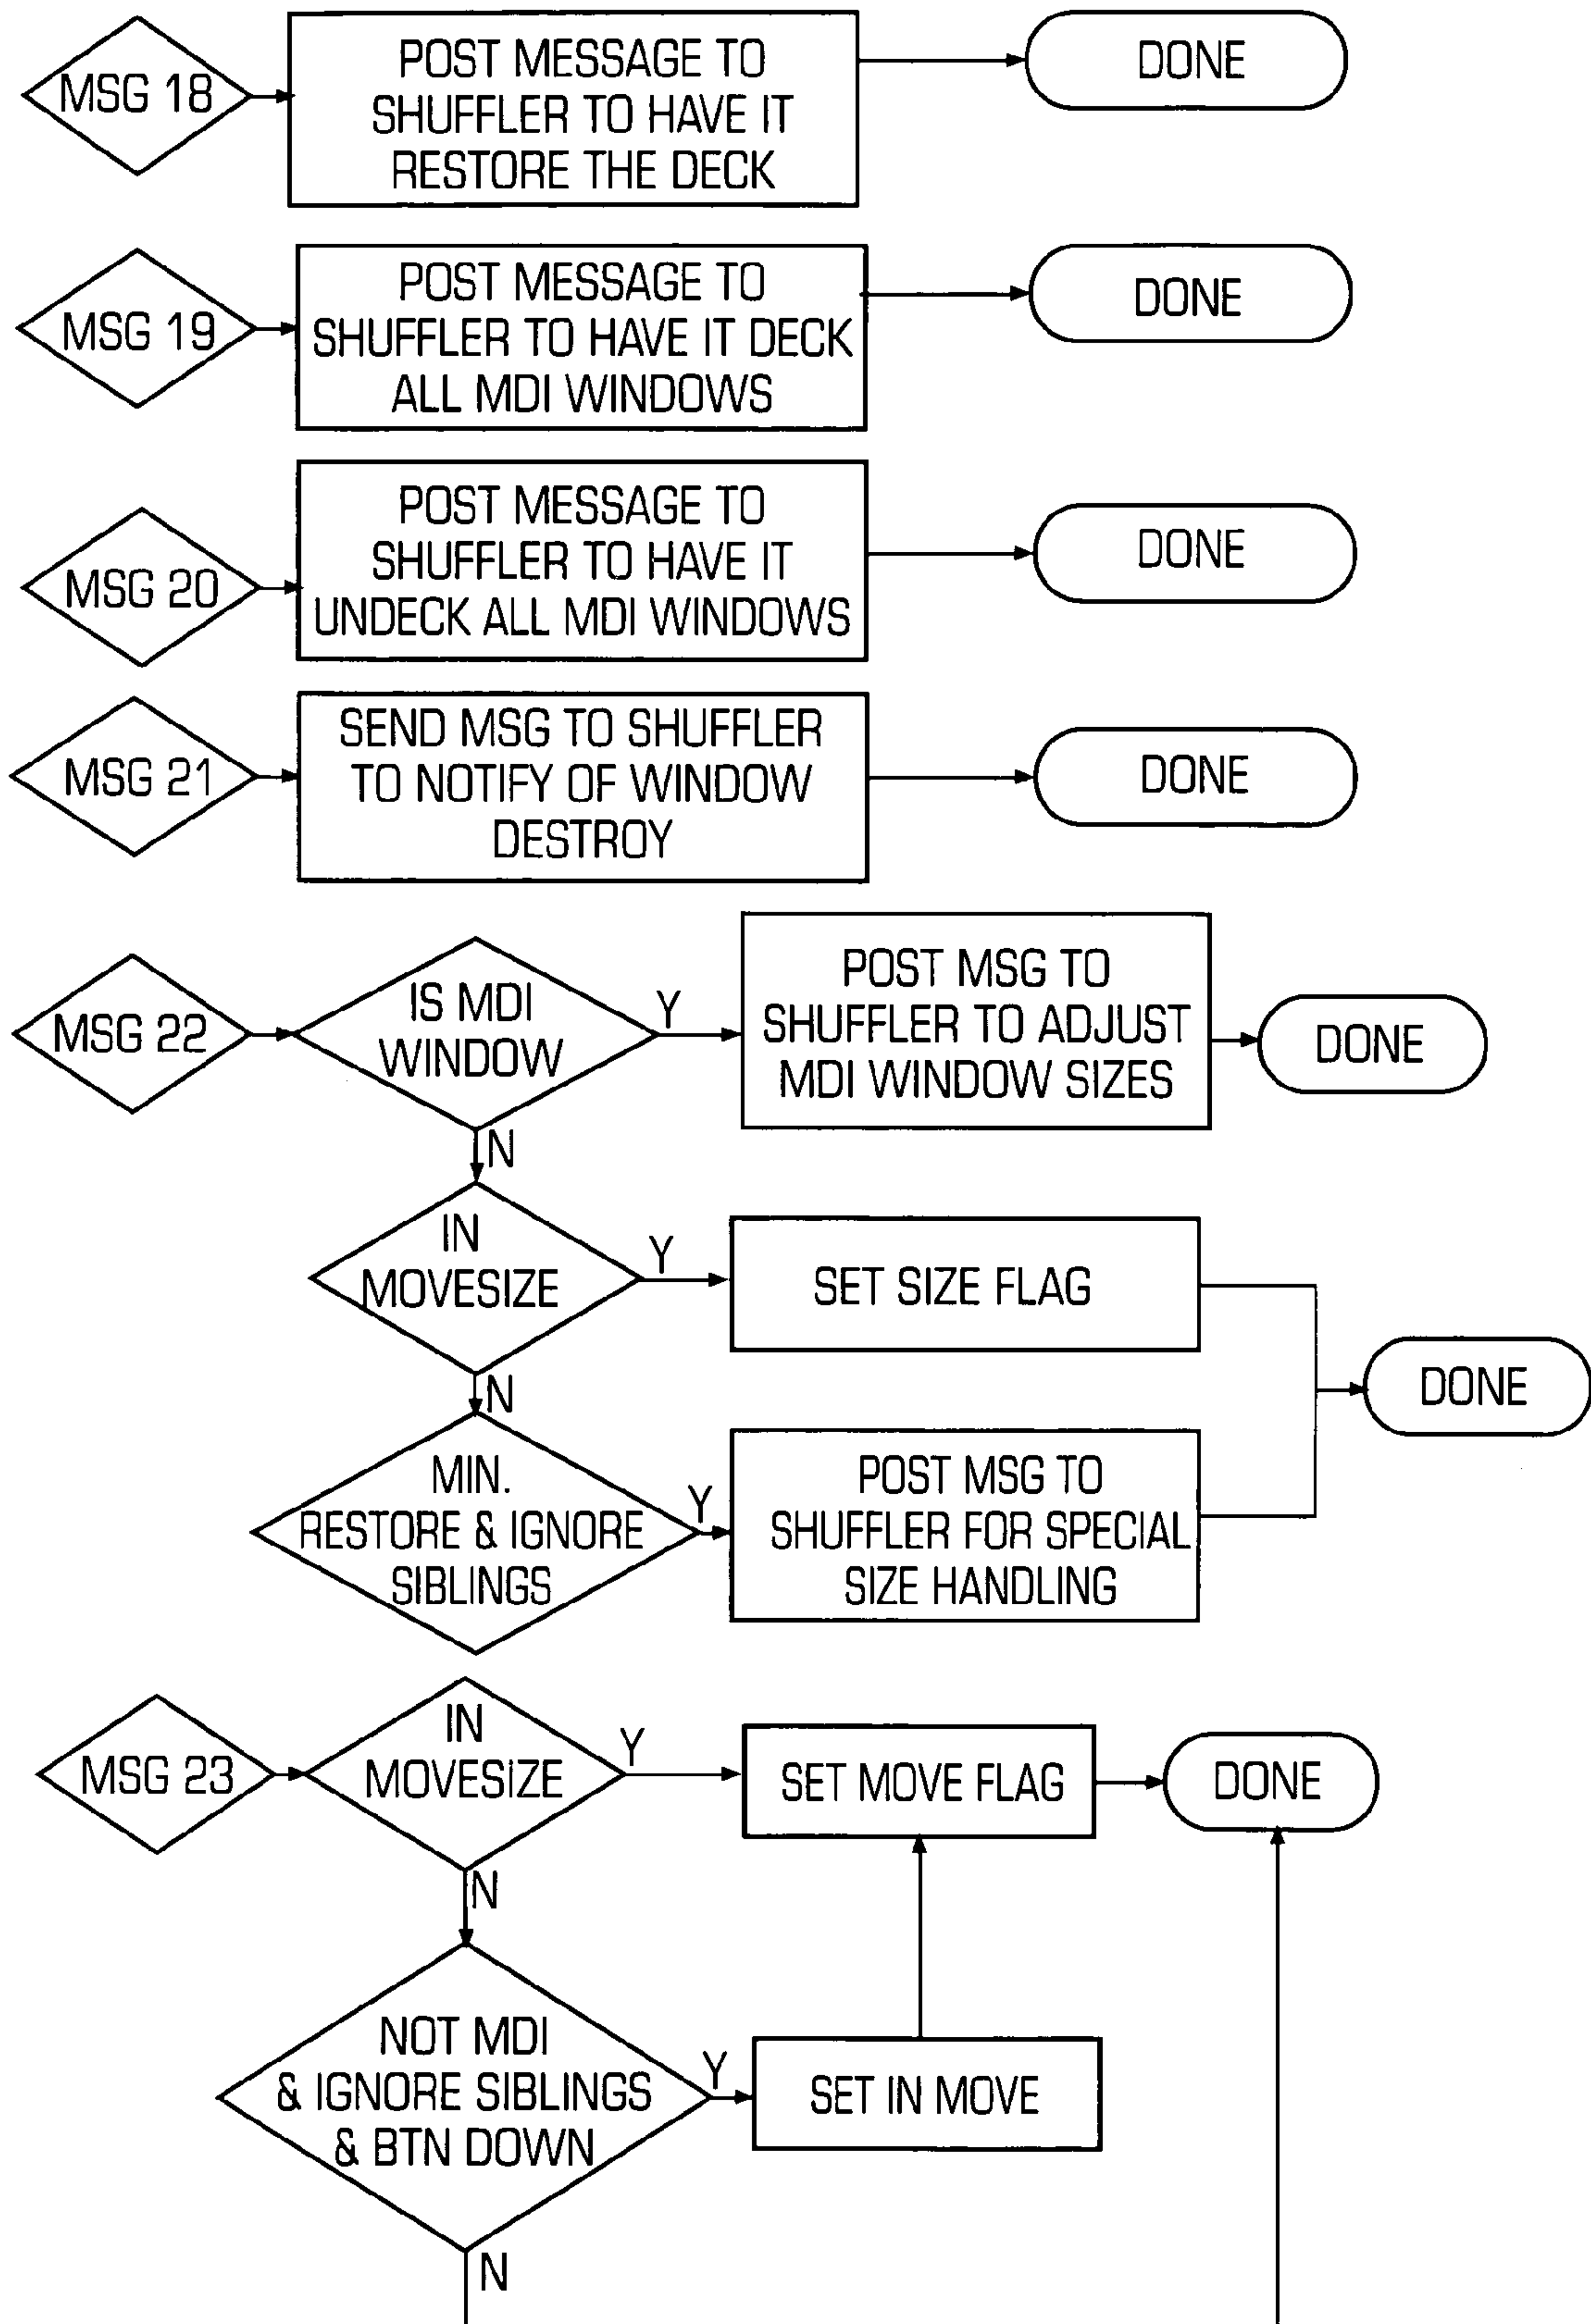 MSG 18
POST MESSAGE TO
SHUFFLER TO HAVE IT
RESTORE THE DECK
DONE
MSG 19
POST MESSAGE TO
SHUFFLER TO HAVE IT DECK
ALL MDI WINDOWS
DONE
MSG 20
POST MESSAGE TO
SHUFFLER TO HAVE IT
UNDECK ALL MDI WINDOWS
DONE
MSG 21
SEND MSG TO SHUFFLER
TO NOTIFY OF WINDOW
DESTROY
DONE
MSG 22
IS MDI
WINDOW
Y
POST MSG TO
SHUFFLER TO ADJUST
MDI WINDOW SIZES
DONE
N
IN
MOVESIZE
Y
SET SIZE FLAG
DONE
N
MIN.
RESTORE & IGNORE
SIBLINGS
Y
POST MSG TO
SHUFFLER FOR SPECIAL
SIZE HANDLING
MSG 23
IN
MOVESIZE
Y
SET MOVE FLAG
DONE
N
NOT MDI
& IGNORE SIBLINGS
& BTN DOWN
Y
SET IN MOVE
N